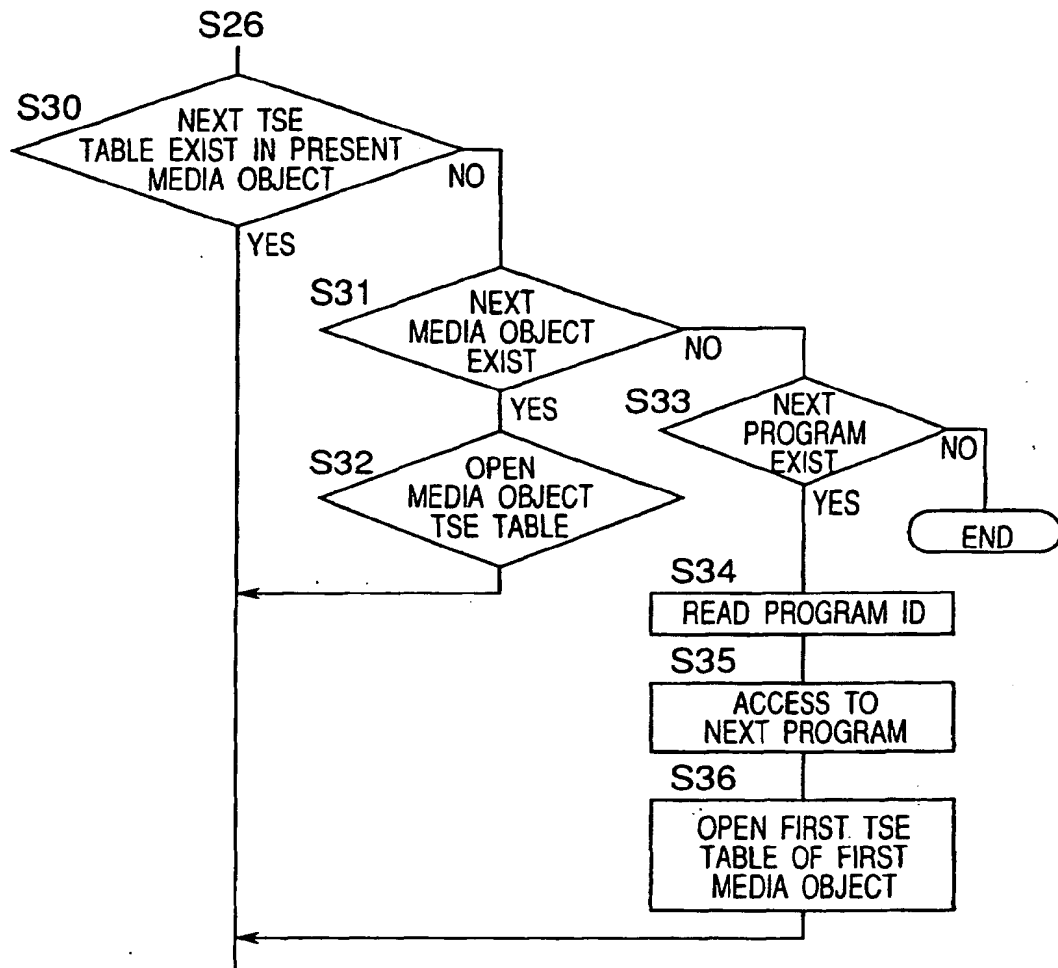 S26
S30
NEXT TSE
TABLE EXIST IN PRESENT
MEDIA OBJECT
NO
YES
S31
NEXT
MEDIA OBJECT
EXIST
NO
YES
S33
NEXT
PROGRAM
EXIST
NO
YES
END
S32
OPEN
MEDIA OBJECT
TSE TABLE
S34
READ PROGRAM ID
S35
ACCESS TO
NEXT PROGRAM
S36
OPEN FIRST TSE
TABLE OF FIRST
MEDIA OBJECT